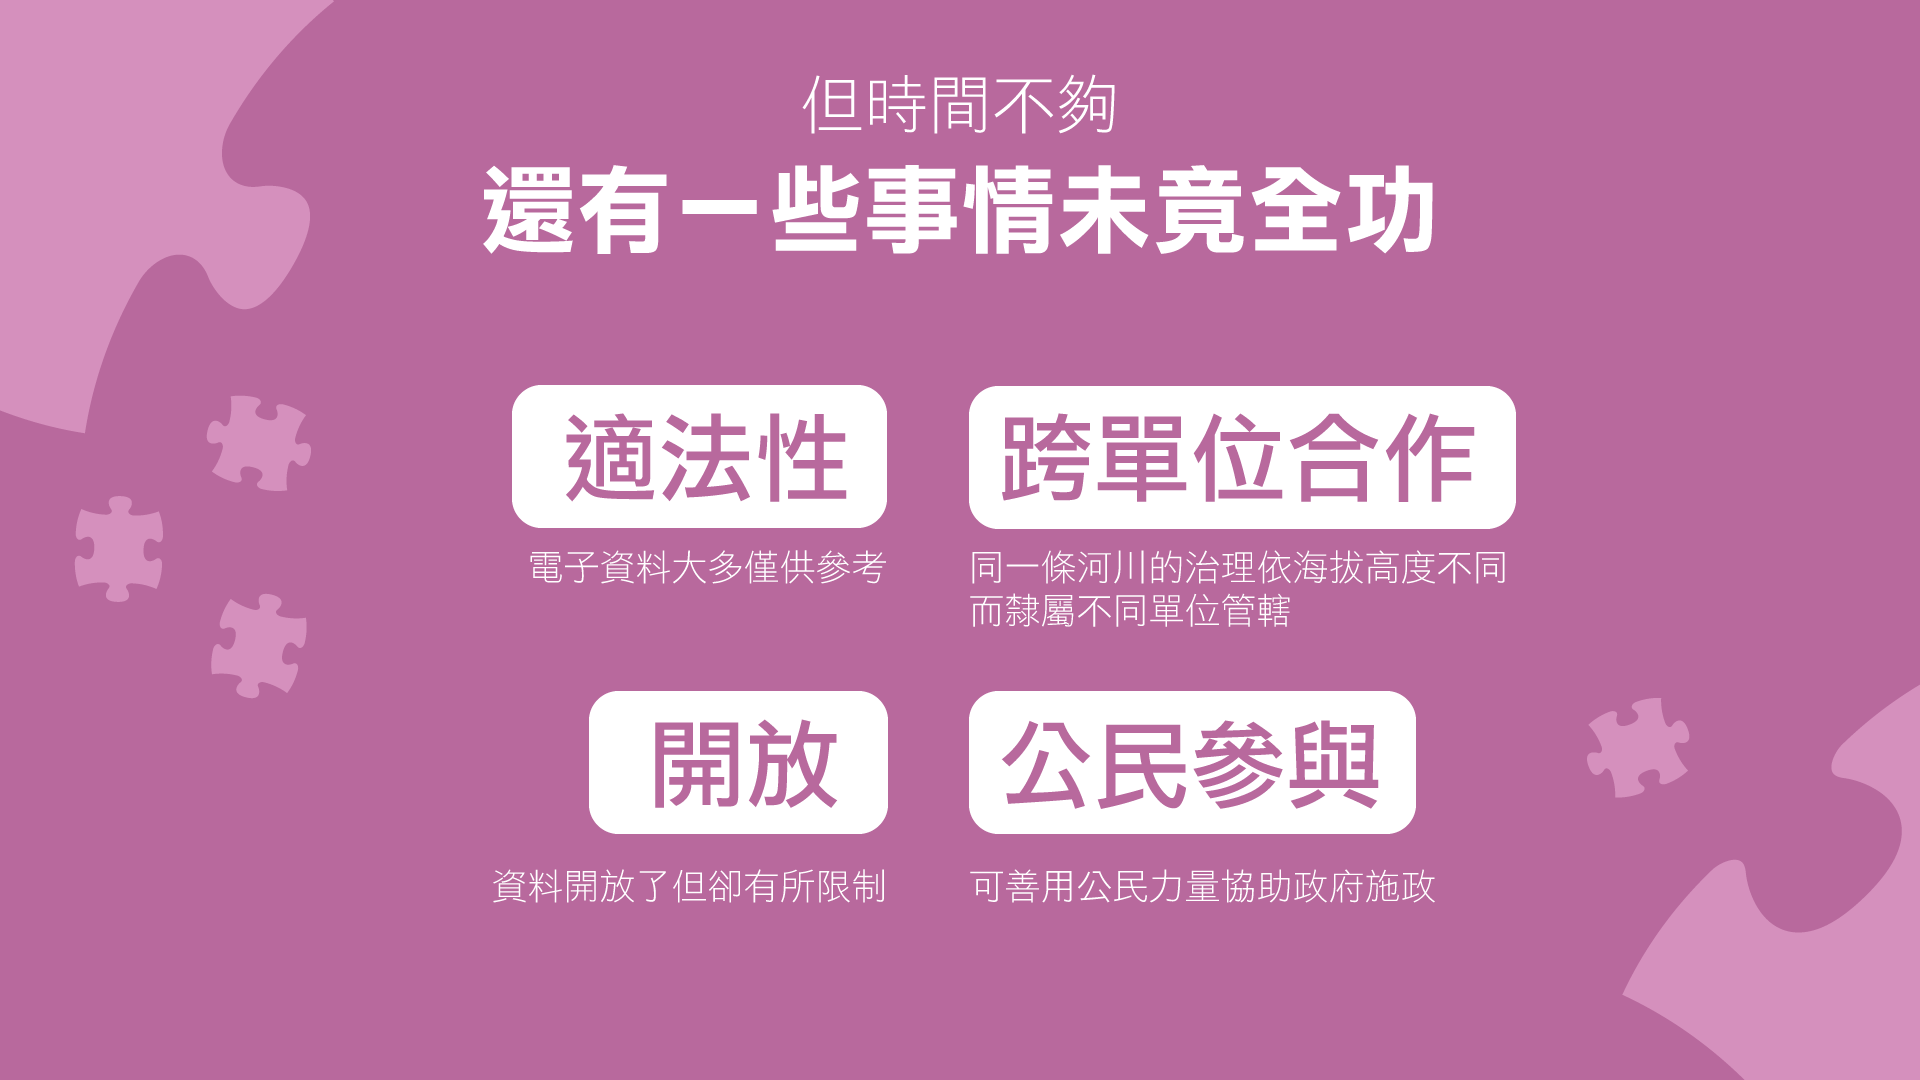 但時間不夠
還有一些事情未竟全功
適法性
電子資料大多僅供參考
跨單位合作
同一條河川的治理依海拔高度不同
而隸屬不同單位管轄
開放
資料開放了但卻有所限制
公民參與
可善用公民力量協助政府施政